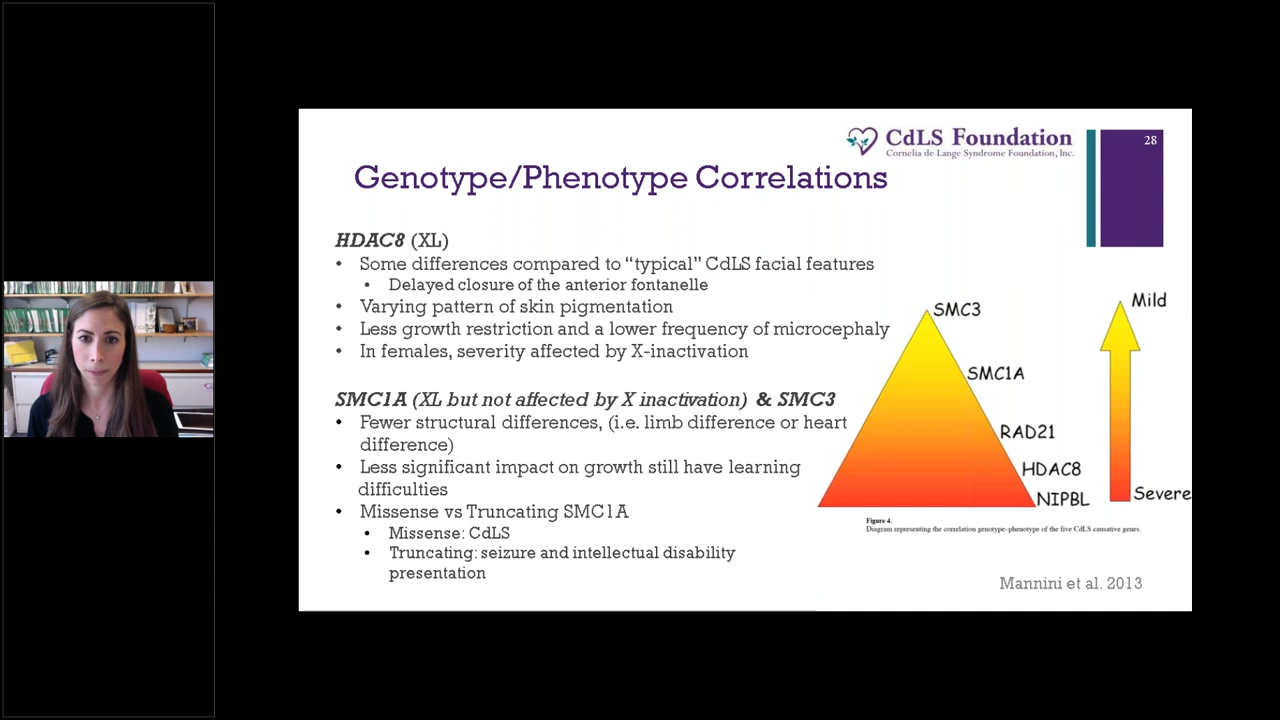 CdLS Foundation
Cornelia de Lange Syndrome Foundation, Inc.
28
Genotype/Phenotype Correlations
HDAC8 (XL)
• Some differences compared to “typical” CdLS facial features
• Delayed closure of the anterior fontanelle
• Varying pattern of skin pigmentation
• Less growth restriction and a lower frequency of microcephaly
• In females, severity affected by X-inactivation
SMC1A (XL but not affected by X inactivation) & SMC3
• Fewer structural differences, (i.e. limb difference or heart
difference)
• Less significant impact on growth still have learning
difficulties
• Missense vs Truncating SMC1A
• Missense: CdLS
• Truncating: seizure and intellectual disability
presentation
SMC3
SMC1A
RAD21
HDAC8
NIPBL
Mild
Severe
Figure 4.
Diagram representing the correlation genotype-phenotype of the five CdLS causative genes.
Mannini et al. 2013